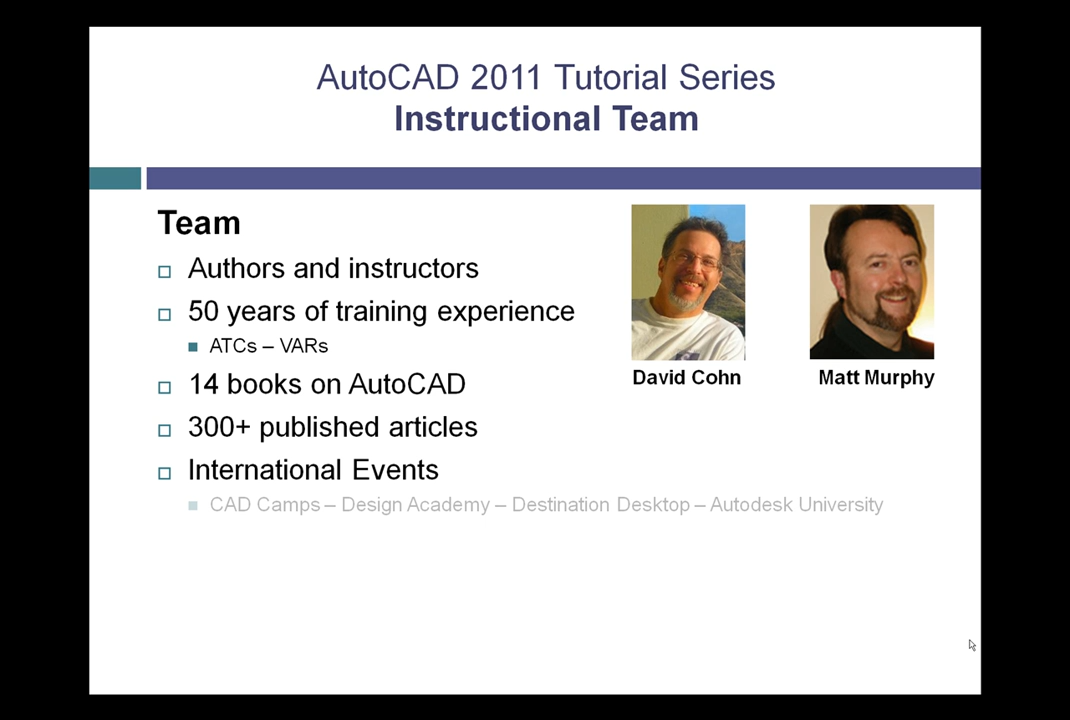 AutoCAD 2011 Tutorial Series
Instructional Team
Team
Authors and instructors
50 years of training experience
ATCs – VARs
14 books on AutoCAD
300+ published articles
International Events
CAD Camps – Design Academy – Destination Desktop – Autodesk University
David Cohn
Matt Murphy